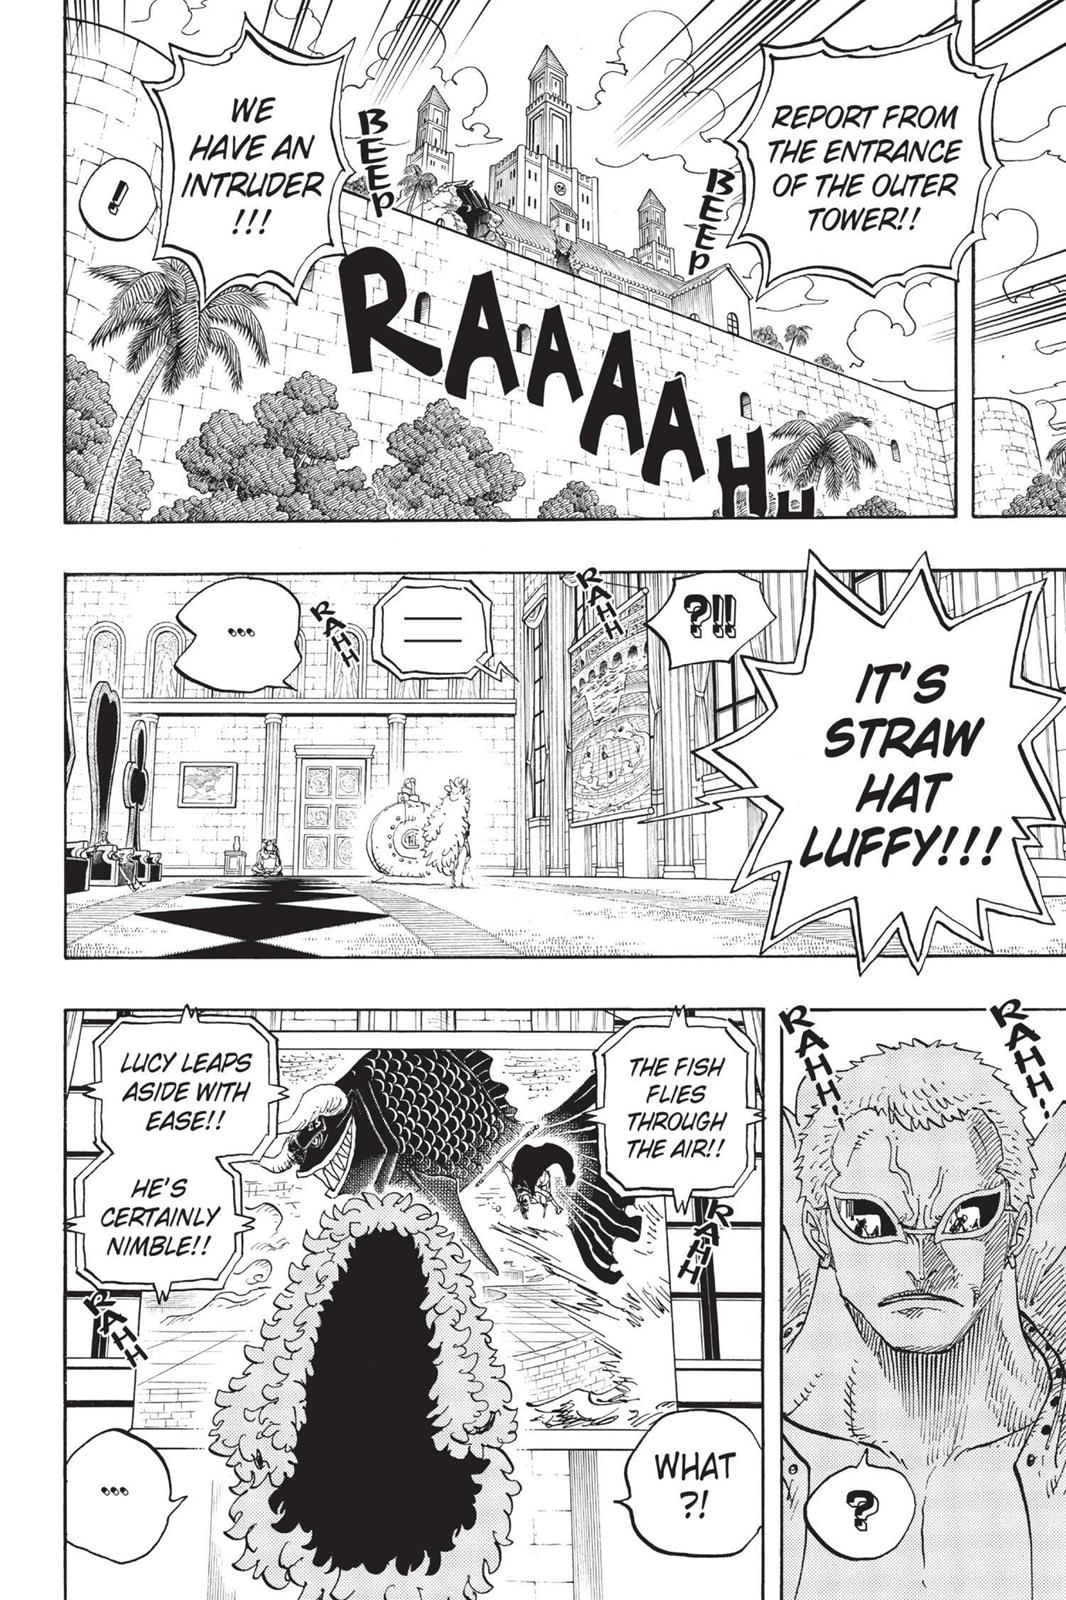 REPORT FROM
THE ENTRANCE
OF THE OUTER
TOWER!!
BEEP
BEEP
WE
HAVE AN
INTRUDER
!!!
!
RAAAAAHHH
IT'S
STRAW
HAT
LUFFY!!!
?!!
RAHH
RAHH
...
RAHH!
RAHH!
?
THE FISH
FLIES
THROUGH
THE AIR!!
LUCY LEAPS
ASIDE WITH
EASE!!
HE'S
CERTAINLY
NIMBLE!!
RAHH
RAHH
WHAT
?!
...